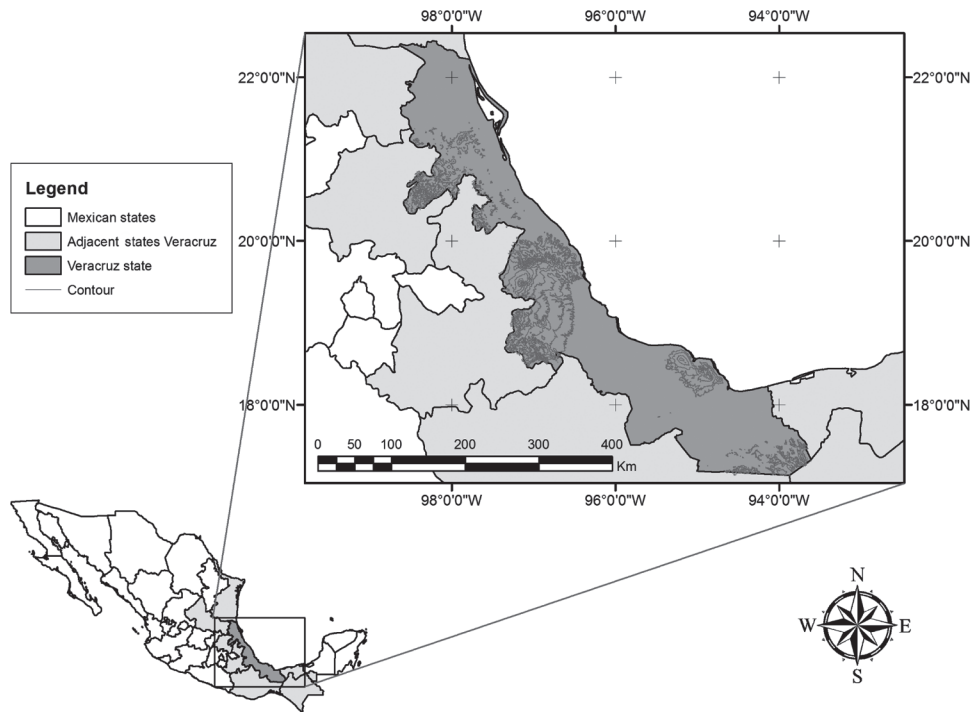 98°0'0"W 96°0'0"W 94°0'0"W
22°0'0"N
20°0'0"N 20°0'0"N
18°0'0"N 18°0'0"N
22°0'0"N
Legend
Mexican states
Adjacent states Veracruz
Veracruz state
Contour
0 50 100 200 300 400
Km
98°0'0"W 96°0'0"W 94°0'0"W
N
W E
S